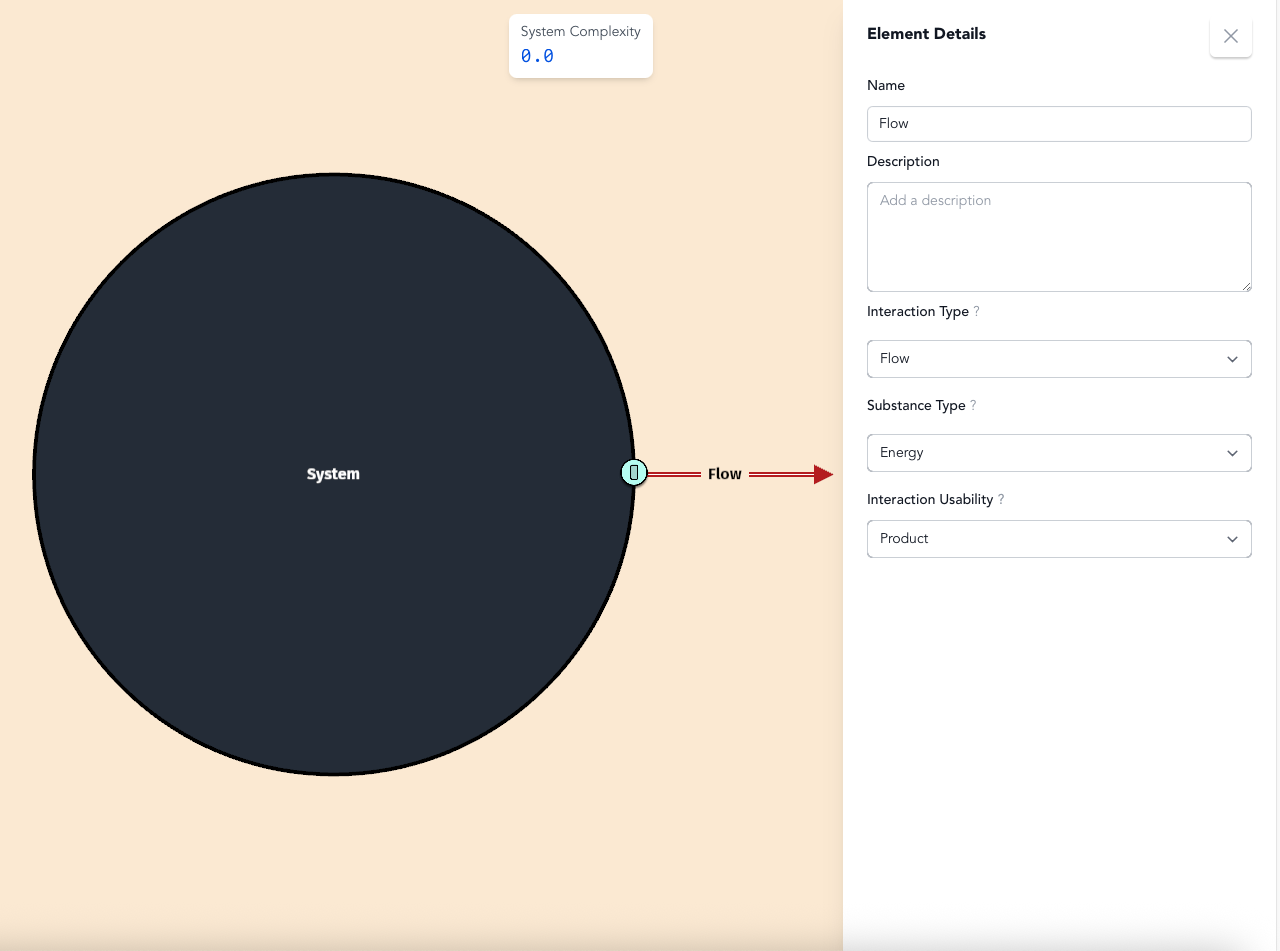 System Complexity
0.0
System
Flow
Element Details
Name
Flow
Description
Add a description
Interaction Type ?
Flow
Substance Type ?
Energy
Interaction Usability ?
Product